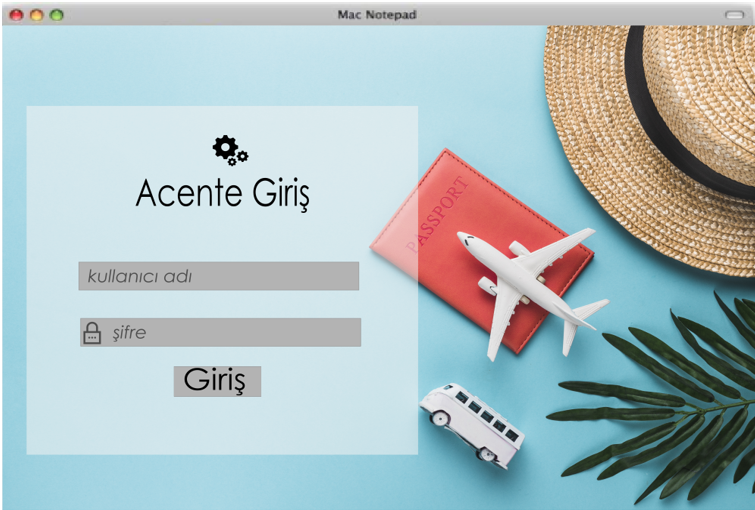 Mac Notepad
Acente Giriş
PASSPORT
kullanıcı adı
şifre
Giriş